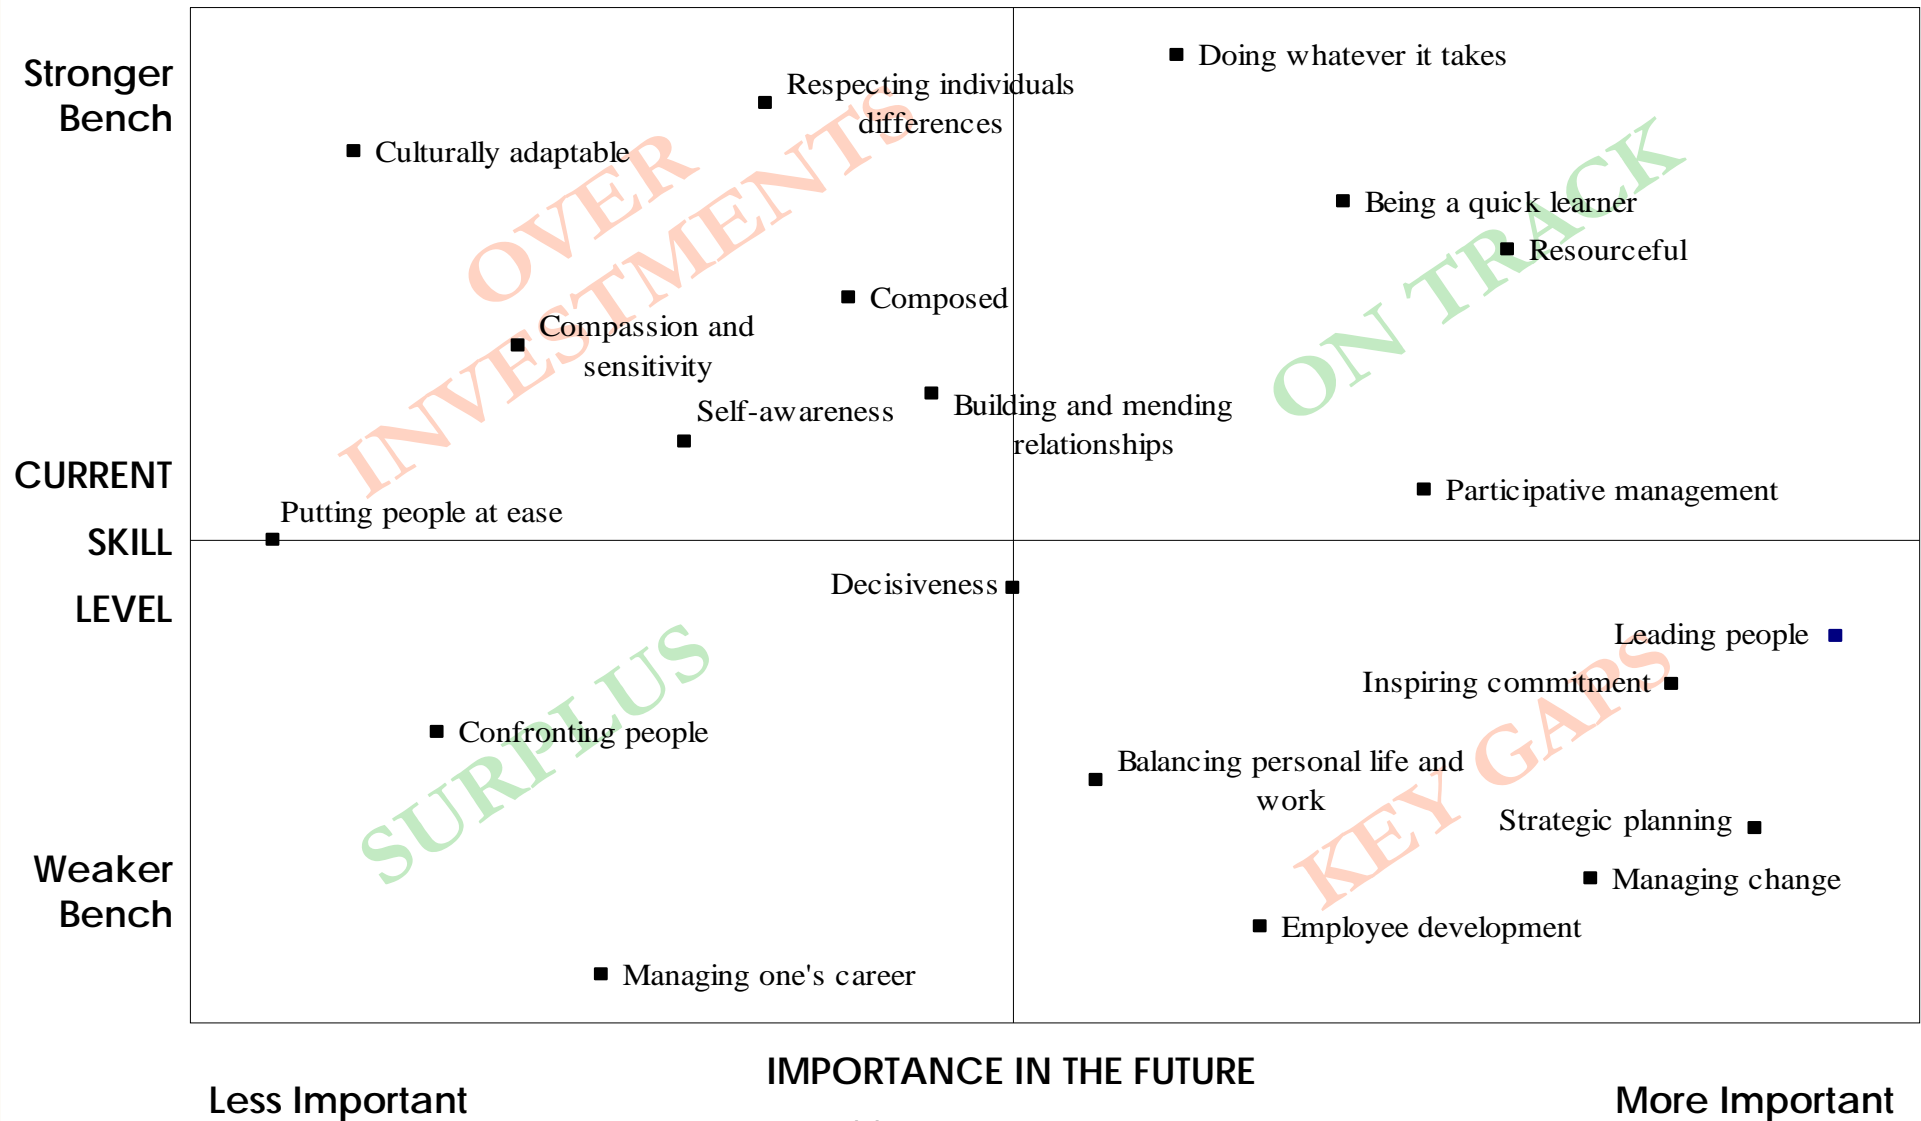 Stronger
Bench
Doing whatever it takes
Respecting individuals
differences
Culturally adaptable
OVER
INVESTMENTS
ON TRACK
Being a quick learner
Resourceful
Composed
Compassion and
sensitivity
Self-awareness
Building and mending
relationships
CURRENT
SKILL
LEVEL
Participative management
Putting people at ease
Decisiveness
Leading people
Inspiring commitment
SURPLUS
Confronting people
KEY GAPS
Balancing personal life and
work
Strategic planning
Weaker
Bench
Managing change
Employee development
Managing one's career
IMPORTANCE IN THE FUTURE
Less Important
More Important